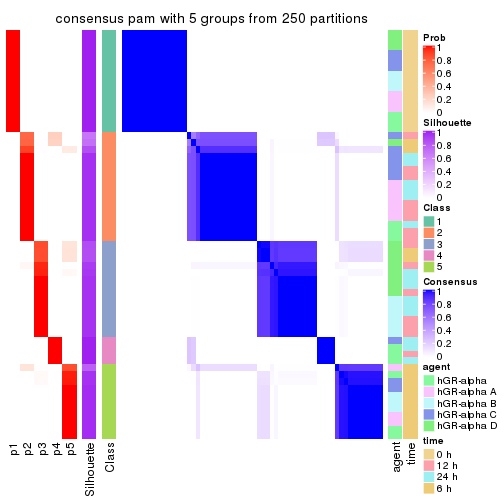 consensus pam with 5 groups from 250 partitions
Prob
1
0.8
0.6
0.4
0.2
0
Silhouette
1
0.8
0.6
0.4
0.2
0
Class
1
2
3
4
5
Consensus
1
0.8
0.6
0.4
0.2
0
agent
hGR-alpha
hGR-alpha A
hGR-alpha B
hGR-alpha C
hGR-alpha D
time
0 h
12 h
24 h
6 h
p1
p2
p3
p4
p5
Silhouette
Class
agent
time